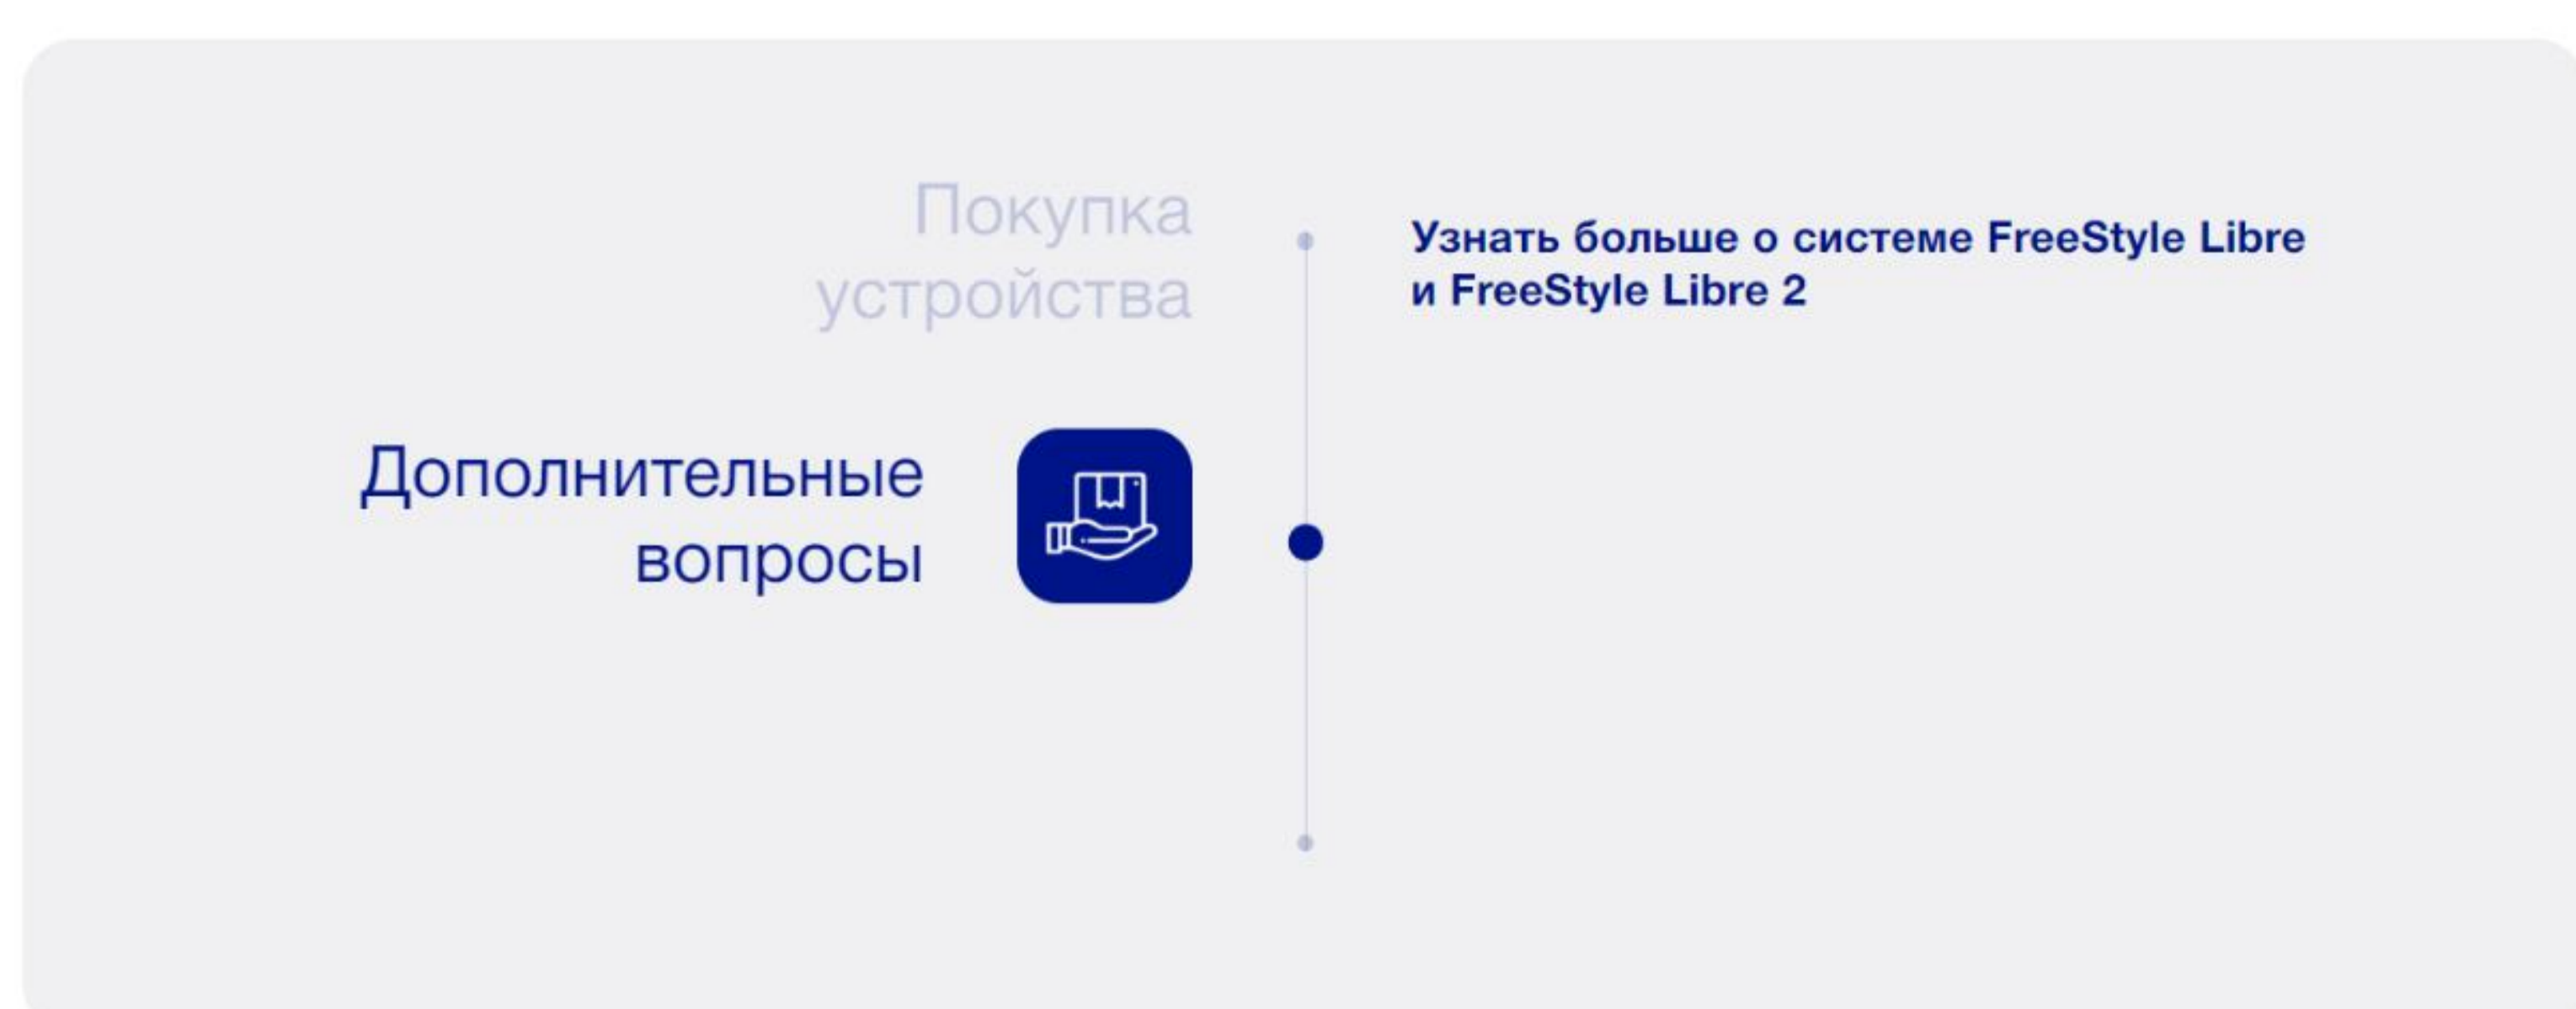 Покупка
устройства
Узнать больше о системе FreeStyle Libre
и FreeStyle Libre 2
Дополнительные
вопросы